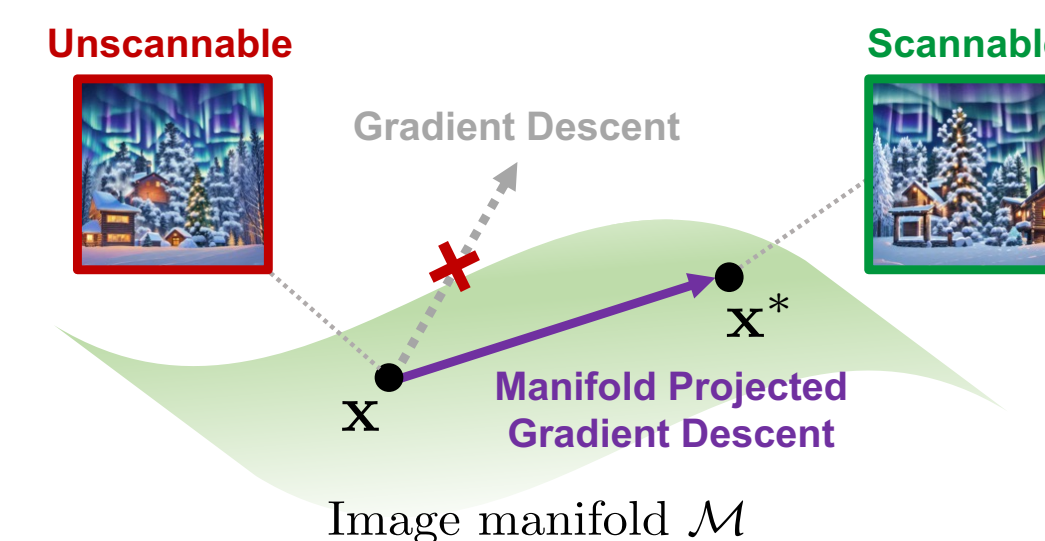 Unscannable
Scannable
Gradient Descent
x*
x
Manifold Projected
Gradient Descent
Image manifold ℳ